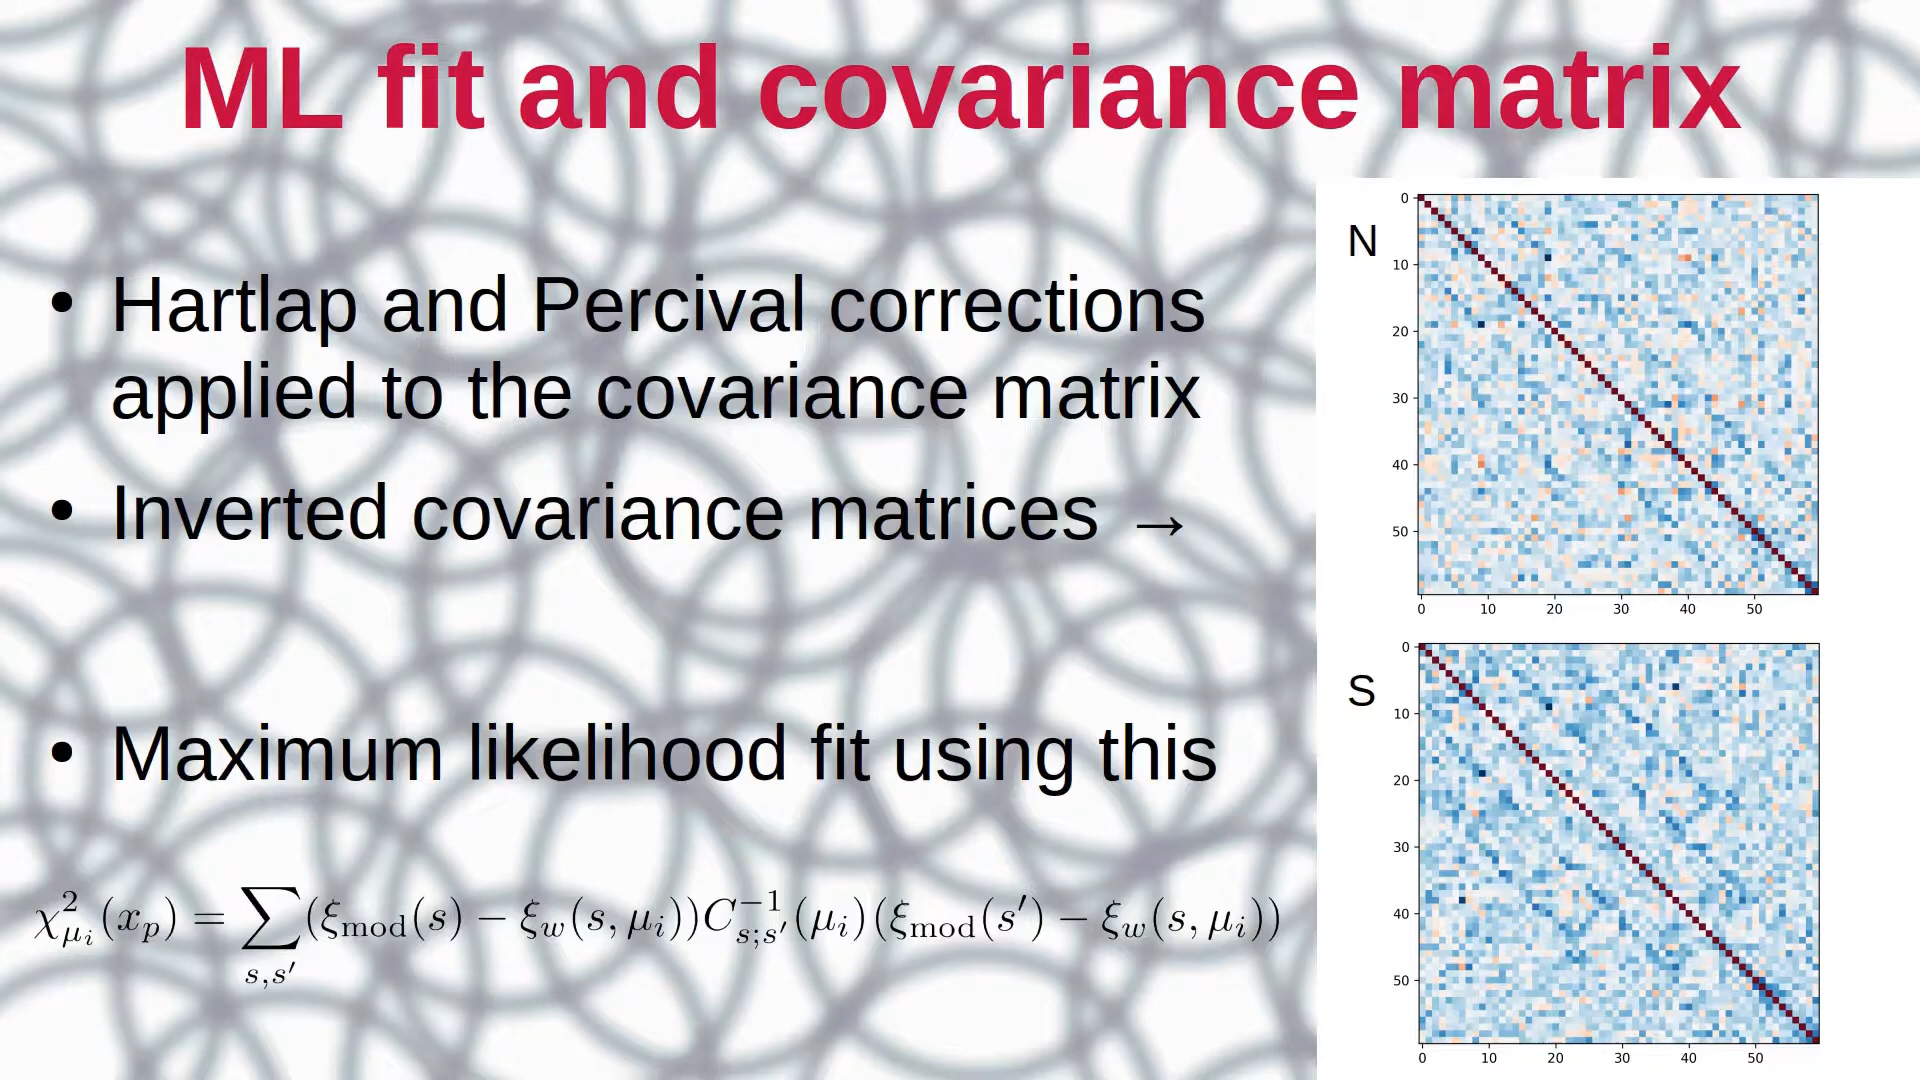 ML fit and covariance matrix
• Hartlap and Percival corrections
applied to the covariance matrix
• Inverted covariance matrices →
• Maximum likelihood fit using this
χ²_{μ_i}(x_p) = ∑_{s,s′}(ξ_mod(s) − ξ_w(s, μ_i))C^{−1}_{s;s′}(μ_i)(ξ_mod(s′) − ξ_w(s, μ_i))
N
0
10
20
30
40
50
0 10 20 30 40 50
S
0
10
20
30
40
50
0 10 20 30 40 50